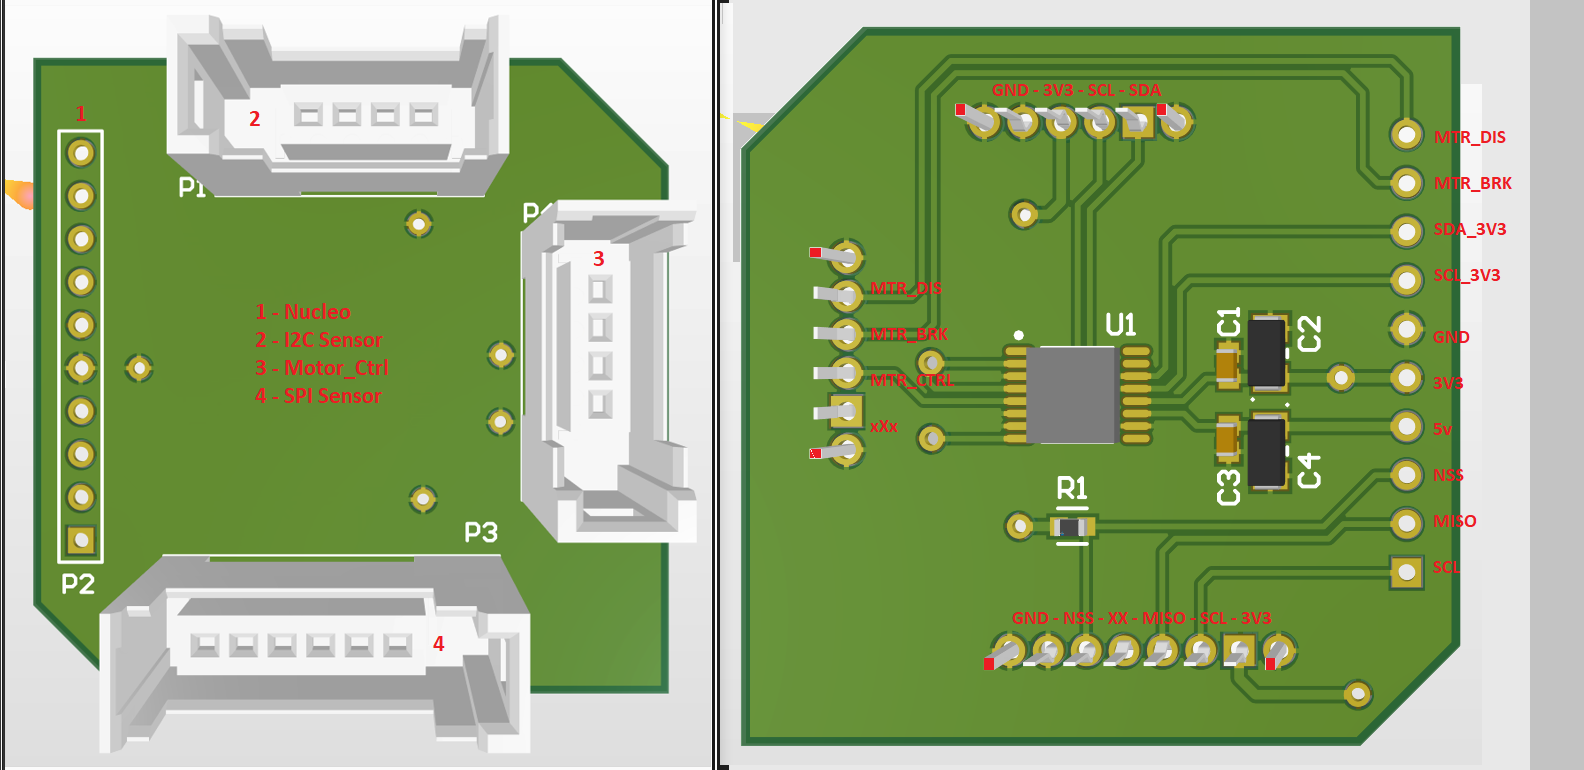 1
2
P1
P4
3
1 - Nucleo
2 - I2C Sensor
3 - Motor_Ctrl
4 - SPI Sensor
P3
P2
4
GND - 3V3 - SCL - SDA
MTR_DIS
MTR_BRK
SDA_3V3
SCL_3V3
GND
3V3
5v
NSS
MISO
SCL
MTR_DIS
MTR_BRK
MTR_CTRL
xXx
U1
C1
C2
C3
C4
R1
GND - NSS - XX - MISO - SCL - 3V3